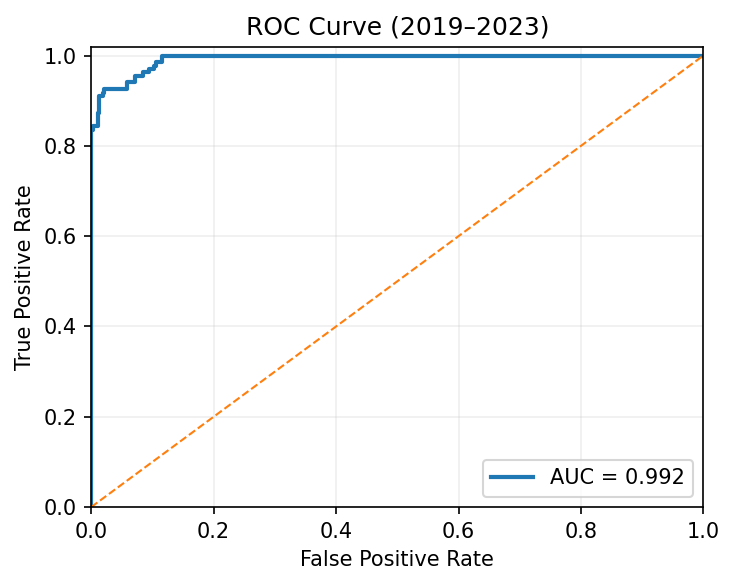 ROC Curve (2019–2023)
True Positive Rate
1.0
0.8
0.6
0.4
0.2
0.0
0.0 0.2 0.4 0.6 0.8 1.0
False Positive Rate
AUC = 0.992